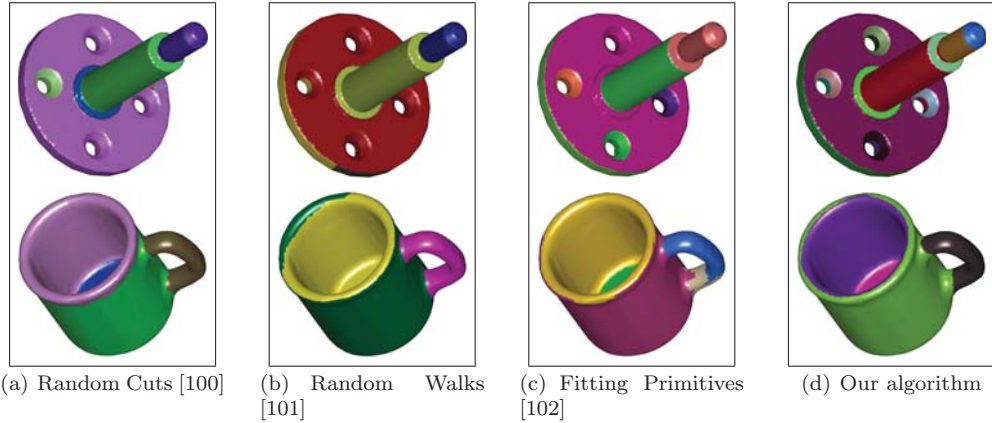 (a) Random Cuts [100]
(b) Random Walks
[101]
(c) Fitting Primitives
[102]
(d) Our algorithm